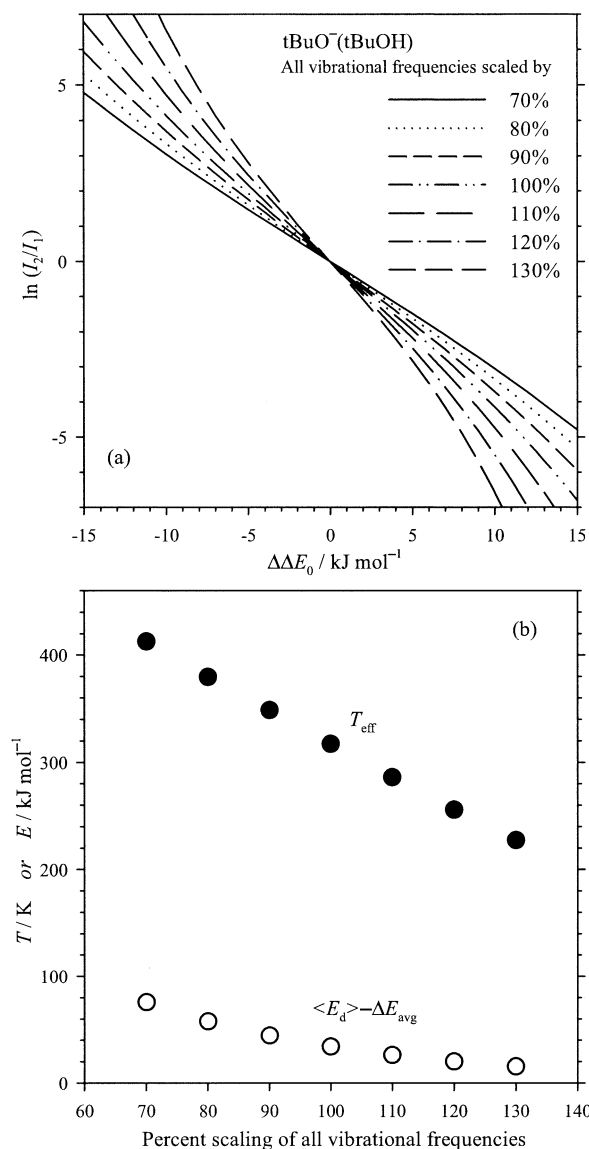 tBuO⁻(tBuOH)
All vibrational frequencies scaled by
70%
80%
90%
100%
110%
120%
130%
5
0
-5
ln (I₂/I₁)
(a)
-15 -10 -5 0 5 10 15
ΔΔE₀ / kJ mol⁻¹
(b)
400
300
200
100
0
T / K or E / kJ mol⁻¹
T_eff
<E_d>−ΔE_avg
60 70 80 90 100 110 120 130 140
Percent scaling of all vibrational frequencies